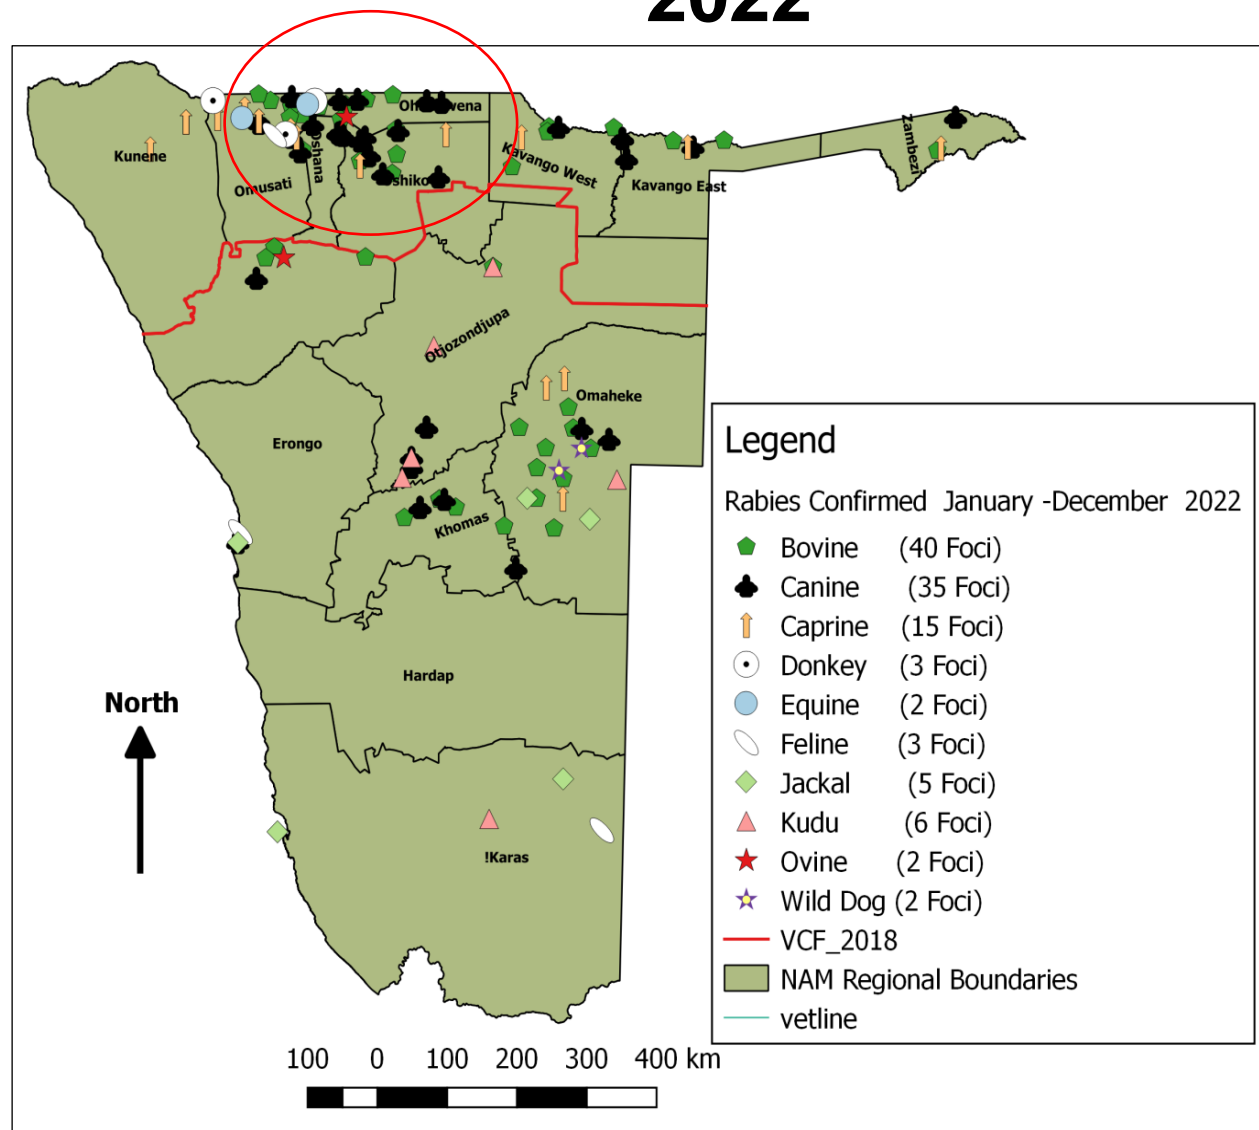 2022
Kunene
Omusati
Kavango West
Kavango East
Zambezi
Otjozondjupa
Omaheke
Erongo
Khomas
Hardap
!Karas
North
Legend
Rabies Confirmed January -December 2022
Bovine (40 Foci)
Canine (35 Foci)
Caprine (15 Foci)
Donkey (3 Foci)
Equine (2 Foci)
Feline (3 Foci)
Jackal (5 Foci)
Kudu (6 Foci)
Ovine (2 Foci)
Wild Dog (2 Foci)
VCF_2018
NAM Regional Boundaries
vetline
100 0 100 200 300 400 km